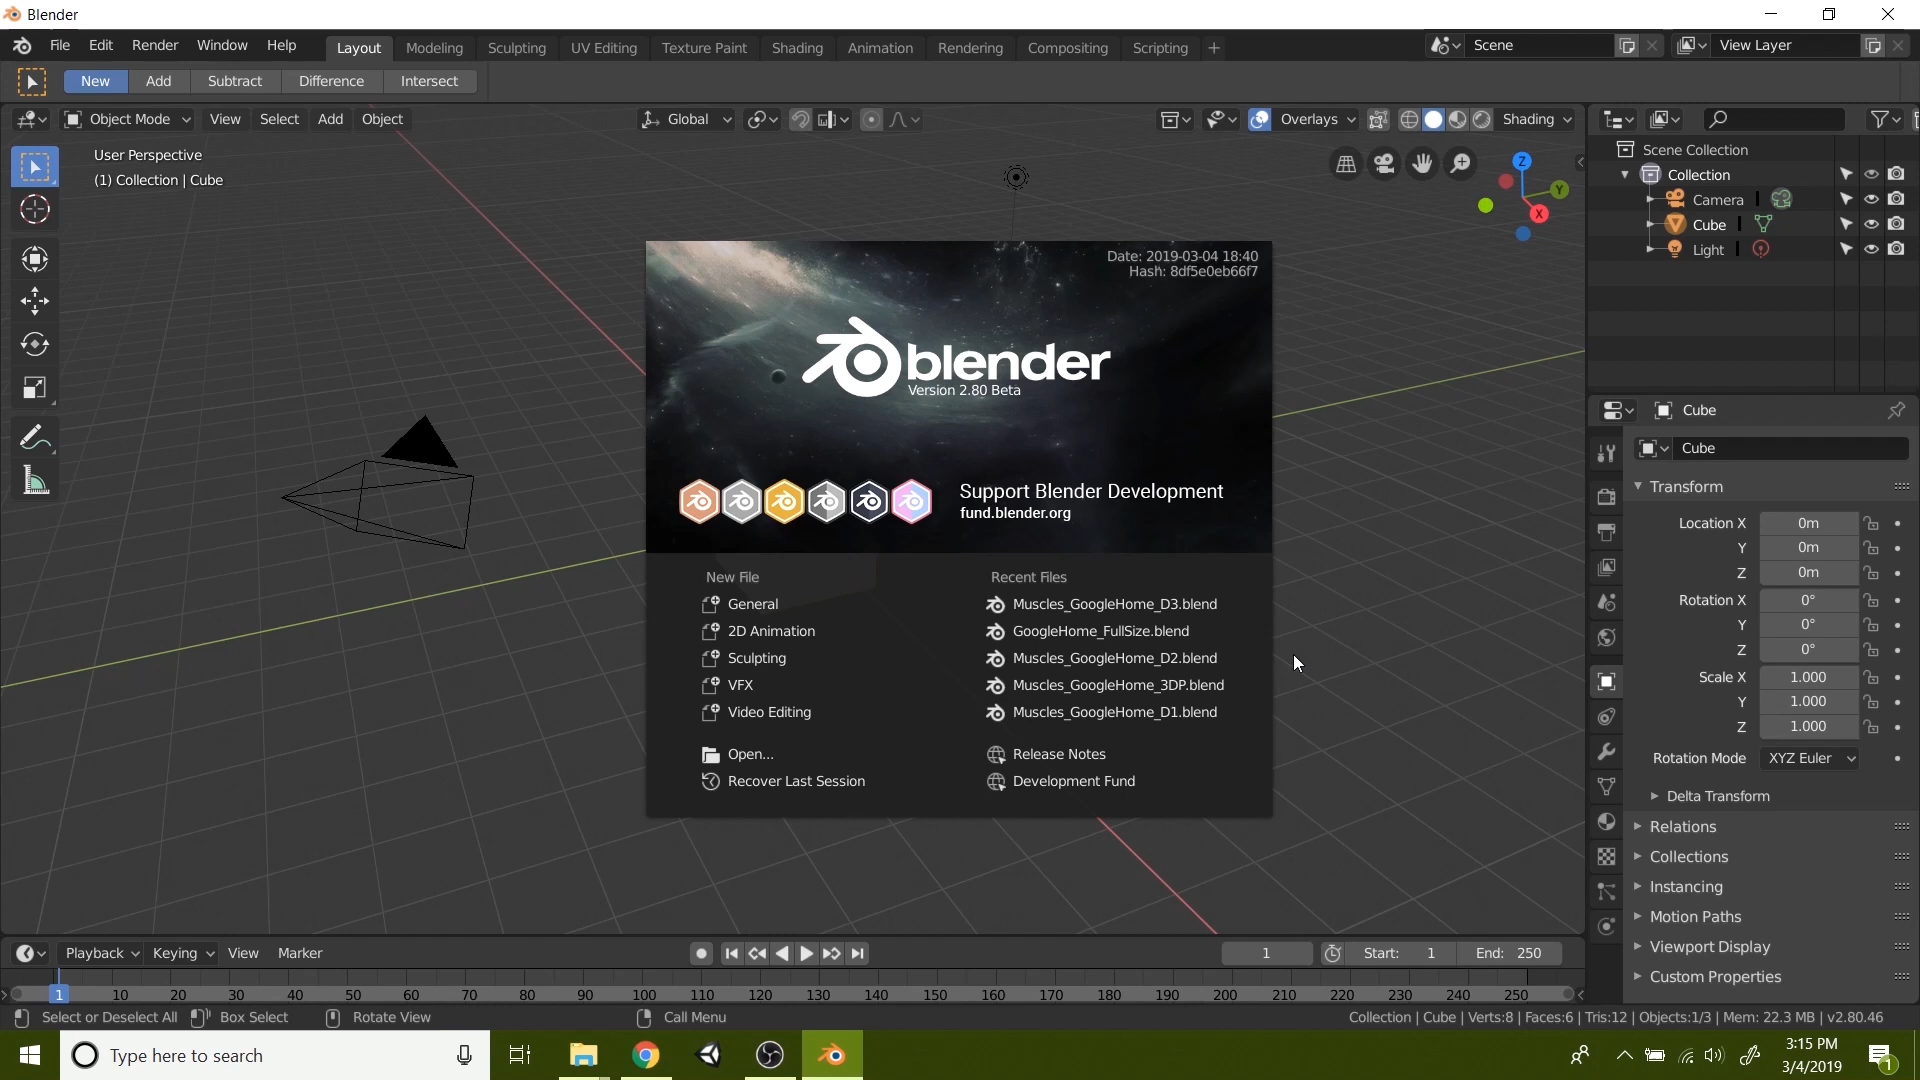 Blender
File Edit Render Window Help Layout Modeling Sculpting UV Editing Texture Paint Shading Animation Rendering Compositing Scripting + Scene View Layer
New Add Subtract Difference Intersect
Object Mode View Select Add Object Global Overlays Shading
User Perspective
(1) Collection | Cube
Z
Y
X
Scene Collection
Collection
Camera
Cube
Light
Date: 2019-03-04 18:40
Hash: 8df5e0eb66f7
blender
Version 2.80 Beta
Support Blender Development
fund.blender.org
New File
General
2D Animation
Sculpting
VFX
Video Editing
Open...
Recover Last Session
Recent Files
Muscles_GoogleHome_D3.blend
GoogleHome_FullSize.blend
Muscles_GoogleHome_D2.blend
Muscles_GoogleHome_3DP.blend
Muscles_GoogleHome_D1.blend
Release Notes
Development Fund
Cube
Cube
Transform
Location X 0m
Y 0m
Z 0m
Rotation X 0°
Y 0°
Z 0°
Scale X 1.000
Y 1.000
Z 1.000
Rotation Mode XYZ Euler
Delta Transform
Relations
Collections
Instancing
Motion Paths
Viewport Display
Custom Properties
Playback Keying View Marker 1 Start: 1 End: 250
1 10 20 30 40 50 60 70 80 90 100 110 120 130 140 150 160 170 180 190 200 210 220 230 240 250
Select or Deselect All Box Select Rotate View Call Menu Collection | Cube | Verts:8 | Faces:6 | Tris:12 | Objects:1/3 | Mem: 22.3 MB | v2.80.46
Type here to search
3:15 PM
3/4/2019
1